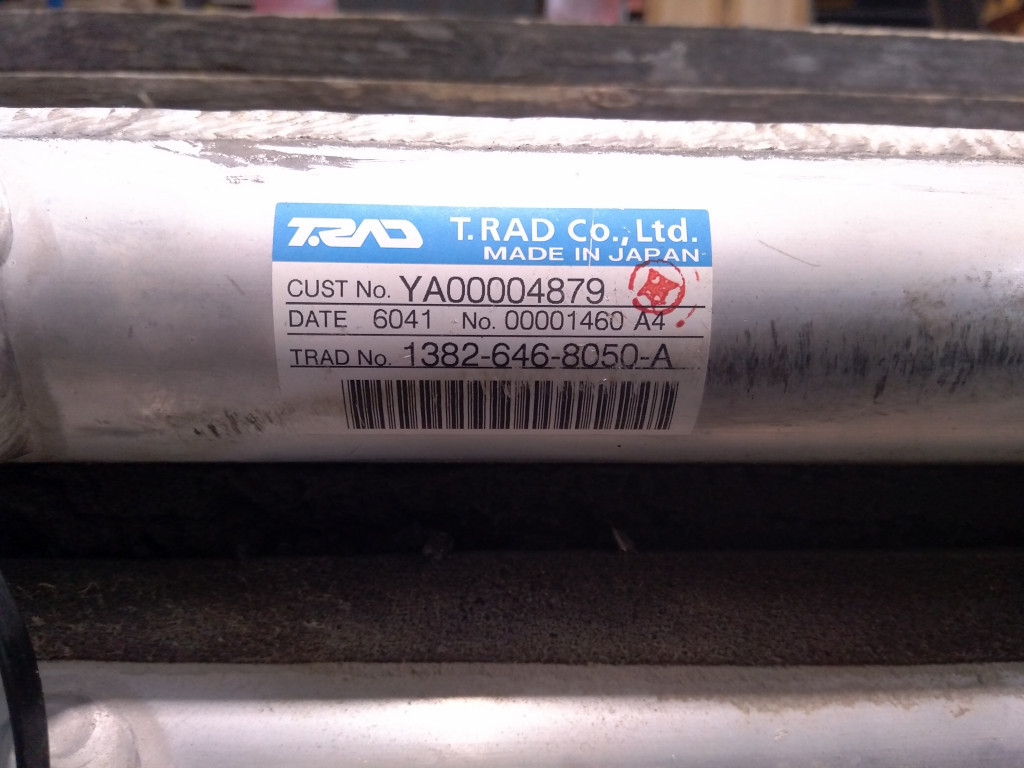 T.RAD T.RAD Co., Ltd.
MADE IN JAPAN
CUST No. YA00004879
DATE 6041 No. 00001460 A4
TRAD No. 1382-646-8050-A